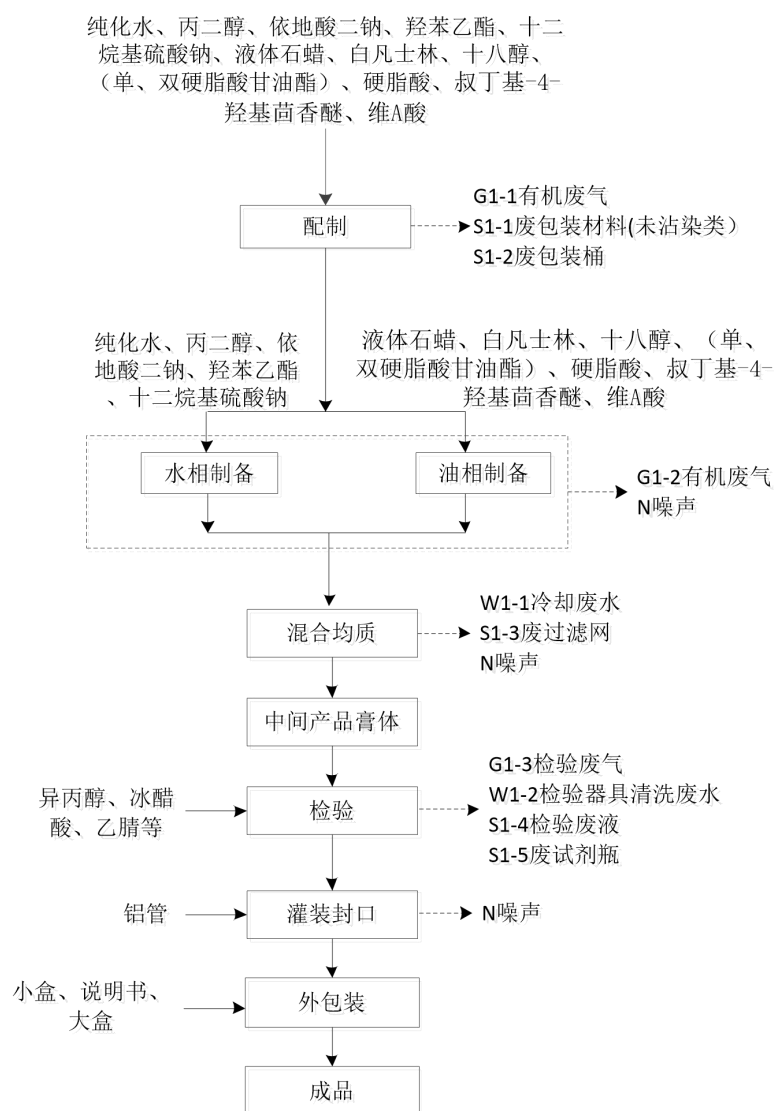 纯化水、丙二醇、依地酸二钠、羟苯乙酯、十二
烷基硫酸钠、液体石蜡、白凡士林、十八醇、
（单、双硬脂酸甘油酯）、硬脂酸、叔丁基-4-
羟基茴香醚、维A酸
配制
G1-1有机废气
S1-1废包装材料(未沾染类）
S1-2废包装桶
纯化水、丙二醇、依
地酸二钠、羟苯乙酯
、十二烷基硫酸钠
液体石蜡、白凡士林、十八醇、（单、
双硬脂酸甘油酯）、硬脂酸、叔丁基-4-
羟基茴香醚、维A酸
水相制备
油相制备
G1-2有机废气
N噪声
混合均质
W1-1冷却废水
S1-3废过滤网
N噪声
中间产品膏体
异丙醇、冰醋
酸、乙腈等
检验
G1-3检验废气
W1-2检验器具清洗废水
S1-4检验废液
S1-5废试剂瓶
铝管
灌装封口
N噪声
小盒、说明书、
大盒
外包装
成品